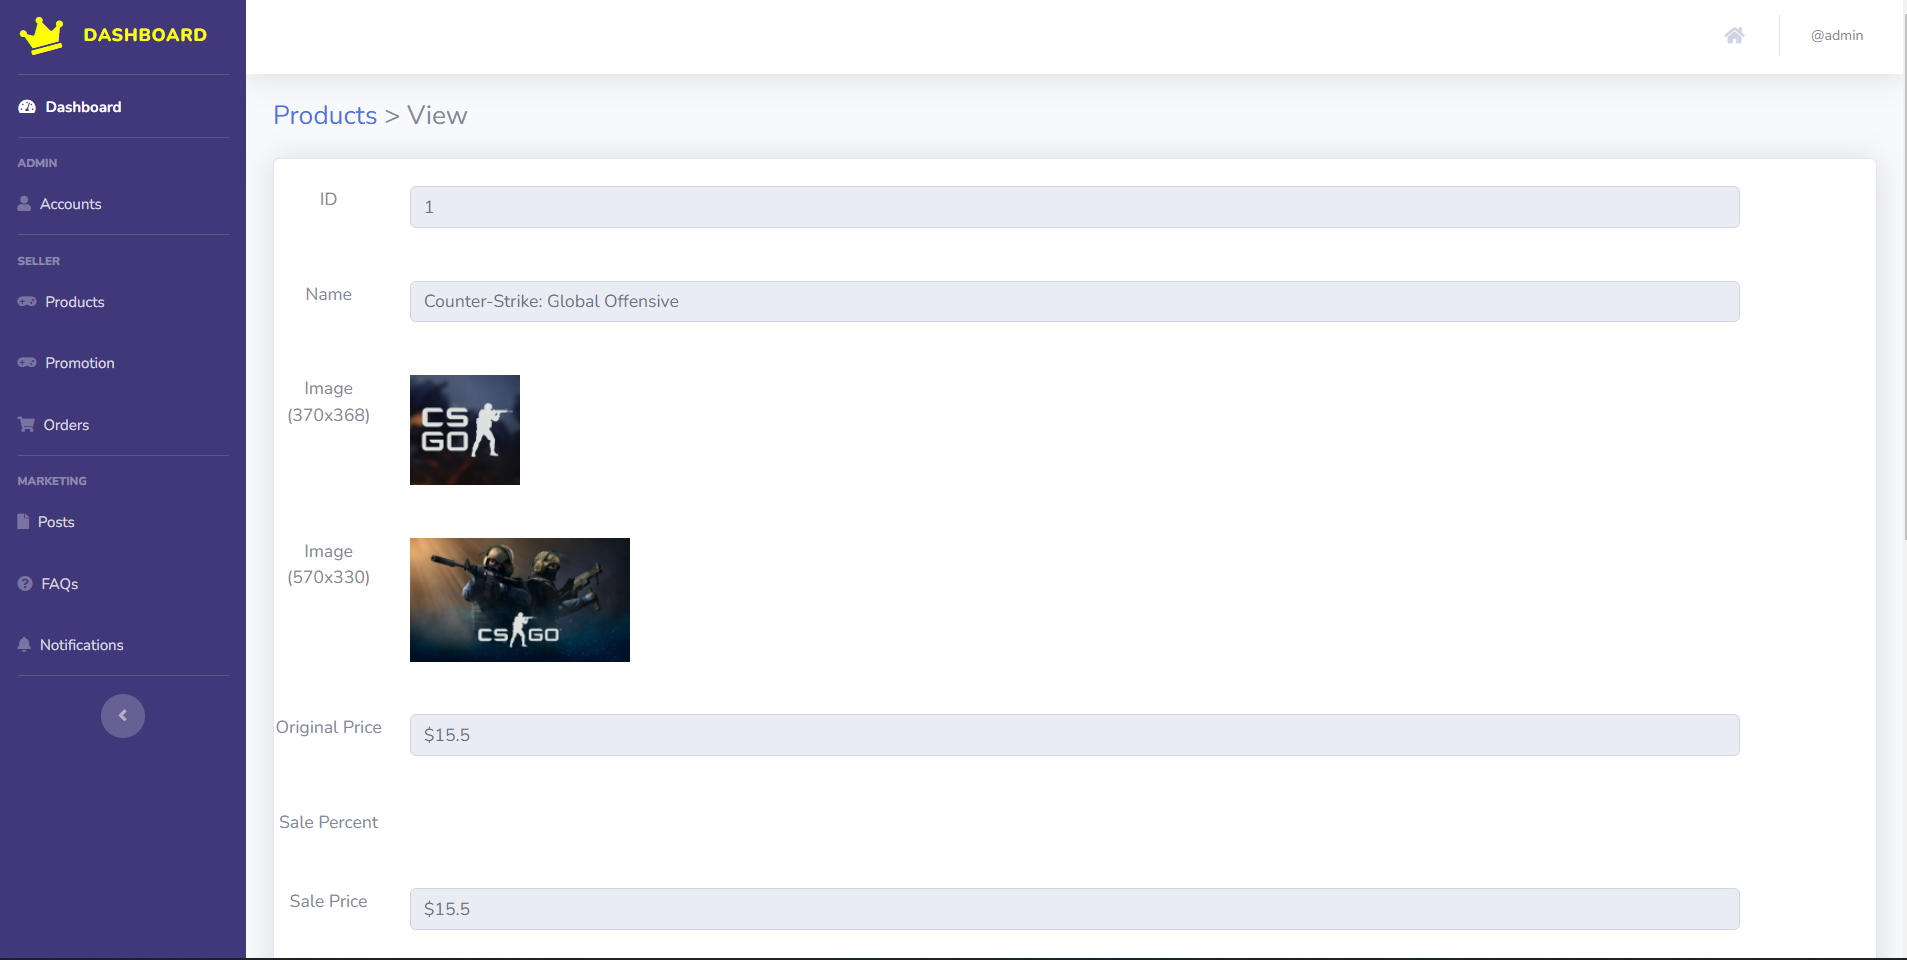 DASHBOARD
@admin
Dashboard
Products > View
ADMIN
Accounts
ID
1
SELLER
Products
Name
Counter-Strike: Global Offensive
Promotion
Image
(370x368)
CS
GO
Orders
MARKETING
Posts
Image
(570x330)
CS GO
FAQs
Notifications
Original Price
$15.5
Sale Percent
Sale Price
$15.5